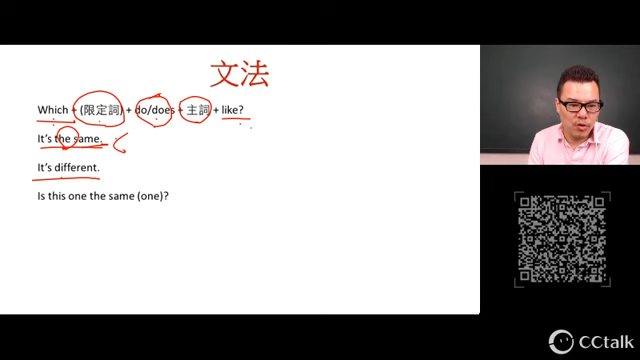 文法
Which + (限定詞) + do/does + 主詞 + like?
It's the same.
It's different.
Is this one the same (one)?
CCtalk